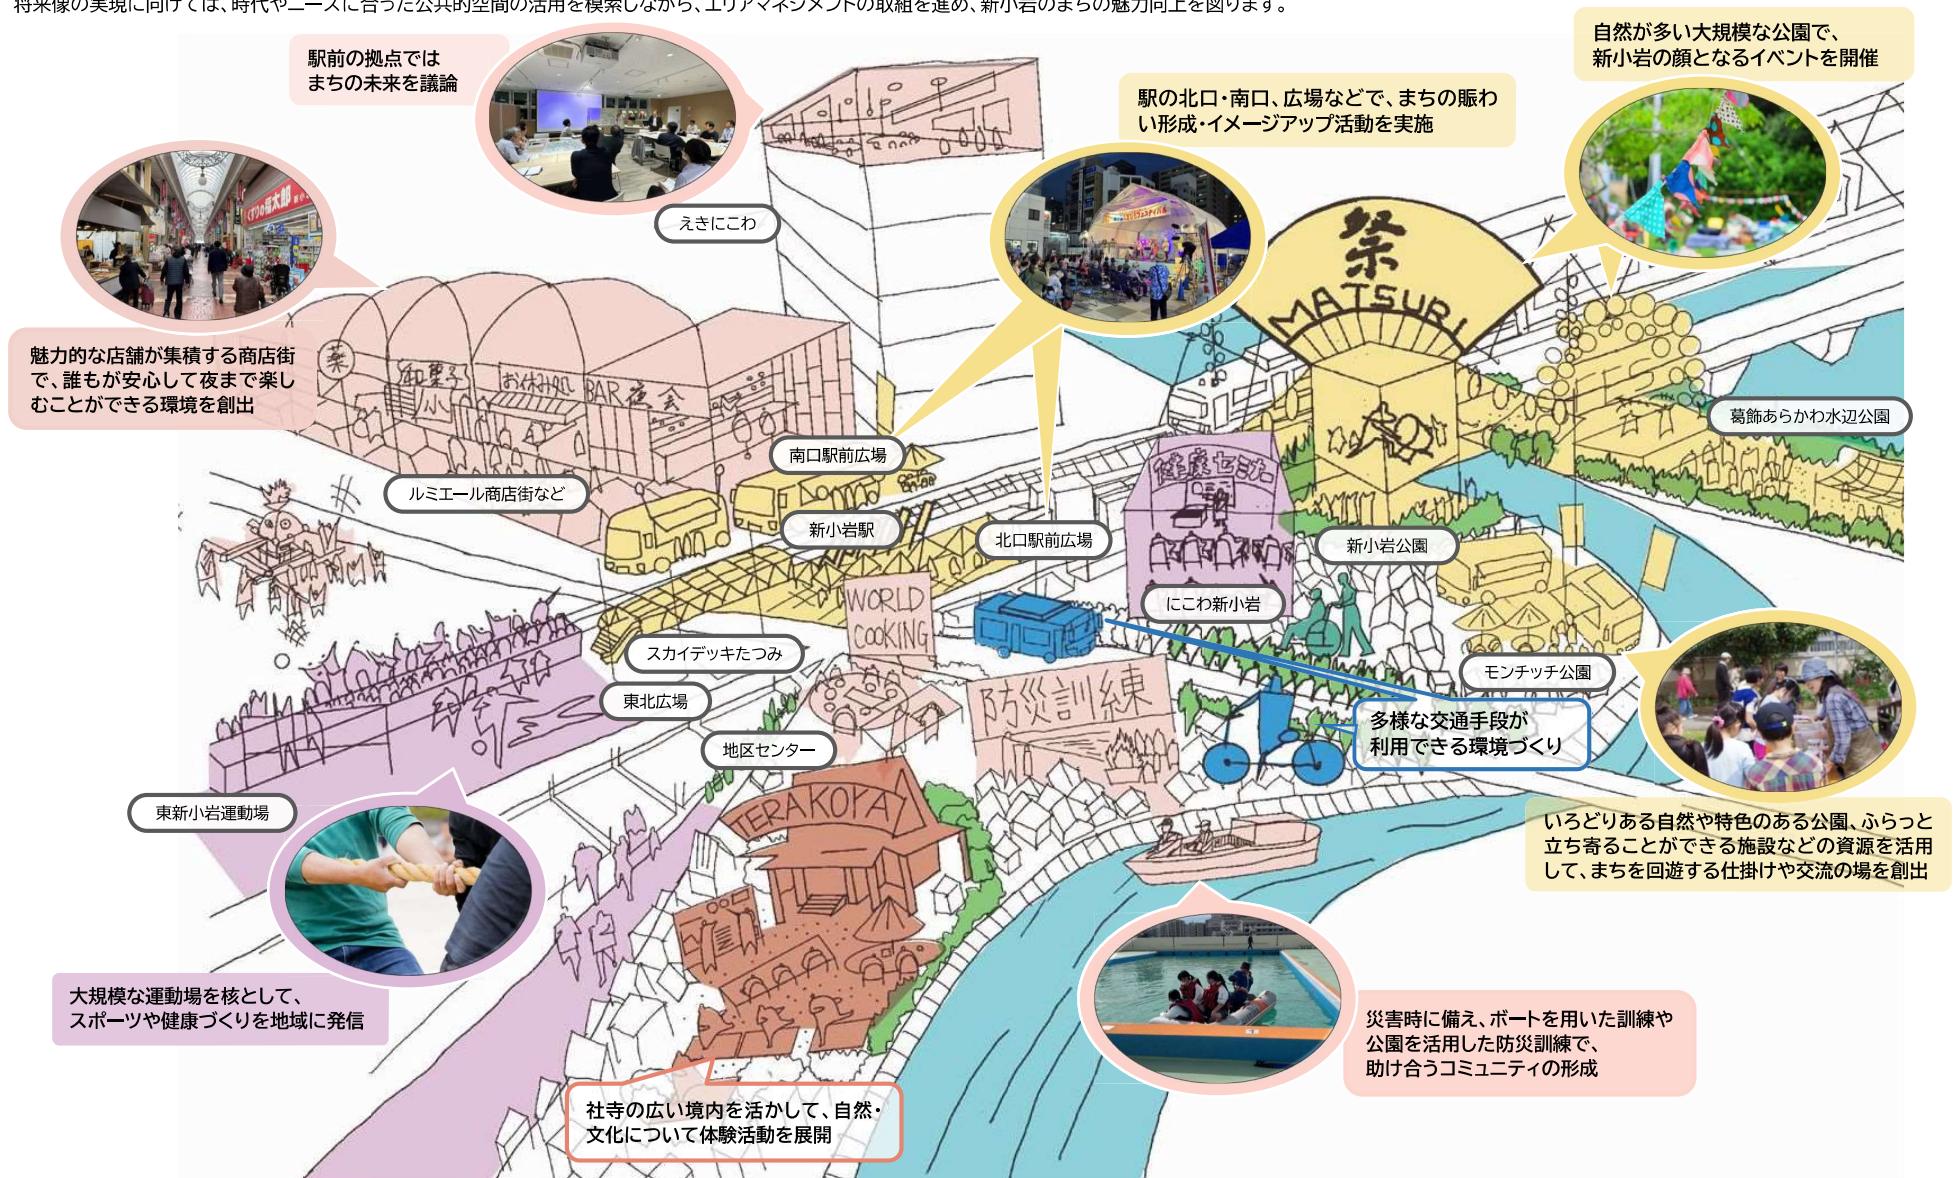 将来像の実現に向けては、時代やニーズに合った公共的空間の活用を模索しながら、エリアマネジメントの取組を進め、新小岩のまちの魅力向上を図ります。
駅前の拠点では
まちの未来を議論
自然が多い大規模な公園で、
新小岩の顔となるイベントを開催
駅の北口・南口、広場などで、まちの賑わ
い形成・イメージアップ活動を実施
えきにこわ
くすりの福太郎
祭
MATSURI
魅力的な店舗が集積する商店街
で、誰もが安心して夜まで楽し
むことができる環境を創出
薬
和菓子
お休み処
BAR
葛飾あらかわ水辺公園
南口駅前広場
ルミエール商店街など
新小岩駅
北口駅前広場
健康セミナー
新小岩公園
にこわ新小岩
WORLD
COOKING
スカイデッキたつみ
モンチッチ公園
東北広場
防災訓練
多様な交通手段が
利用できる環境づくり
地区センター
東新小岩運動場
TERAKOYA
いろどりある自然や特色のある公園、ふらっと
立ち寄ることができる施設などの資源を活用
して、まちを回遊する仕掛けや交流の場を創出
大規模な運動場を核として、
スポーツや健康づくりを地域に発信
災害時に備え、ボートを用いた訓練や
公園を活用した防災訓練で、
助け合うコミュニティの形成
社寺の広い境内を活かして、自然・
文化について体験活動を展開